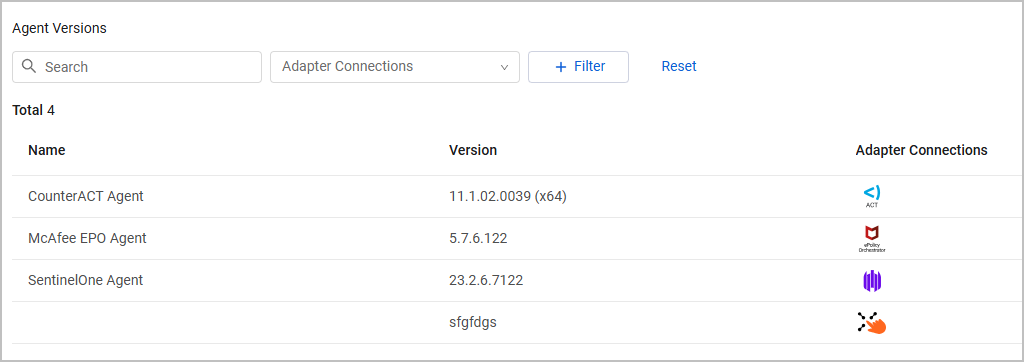 Agent Versions
Search
Adapter Connections
+ Filter
Reset
Total 4
Name Version Adapter Connections
CounterACT Agent 11.1.02.0039 (x64)
ACT
McAfee EPO Agent 5.7.6.122
ePolicy
Orchestrator
SentinelOne Agent 23.2.6.7122
sfgfdgs